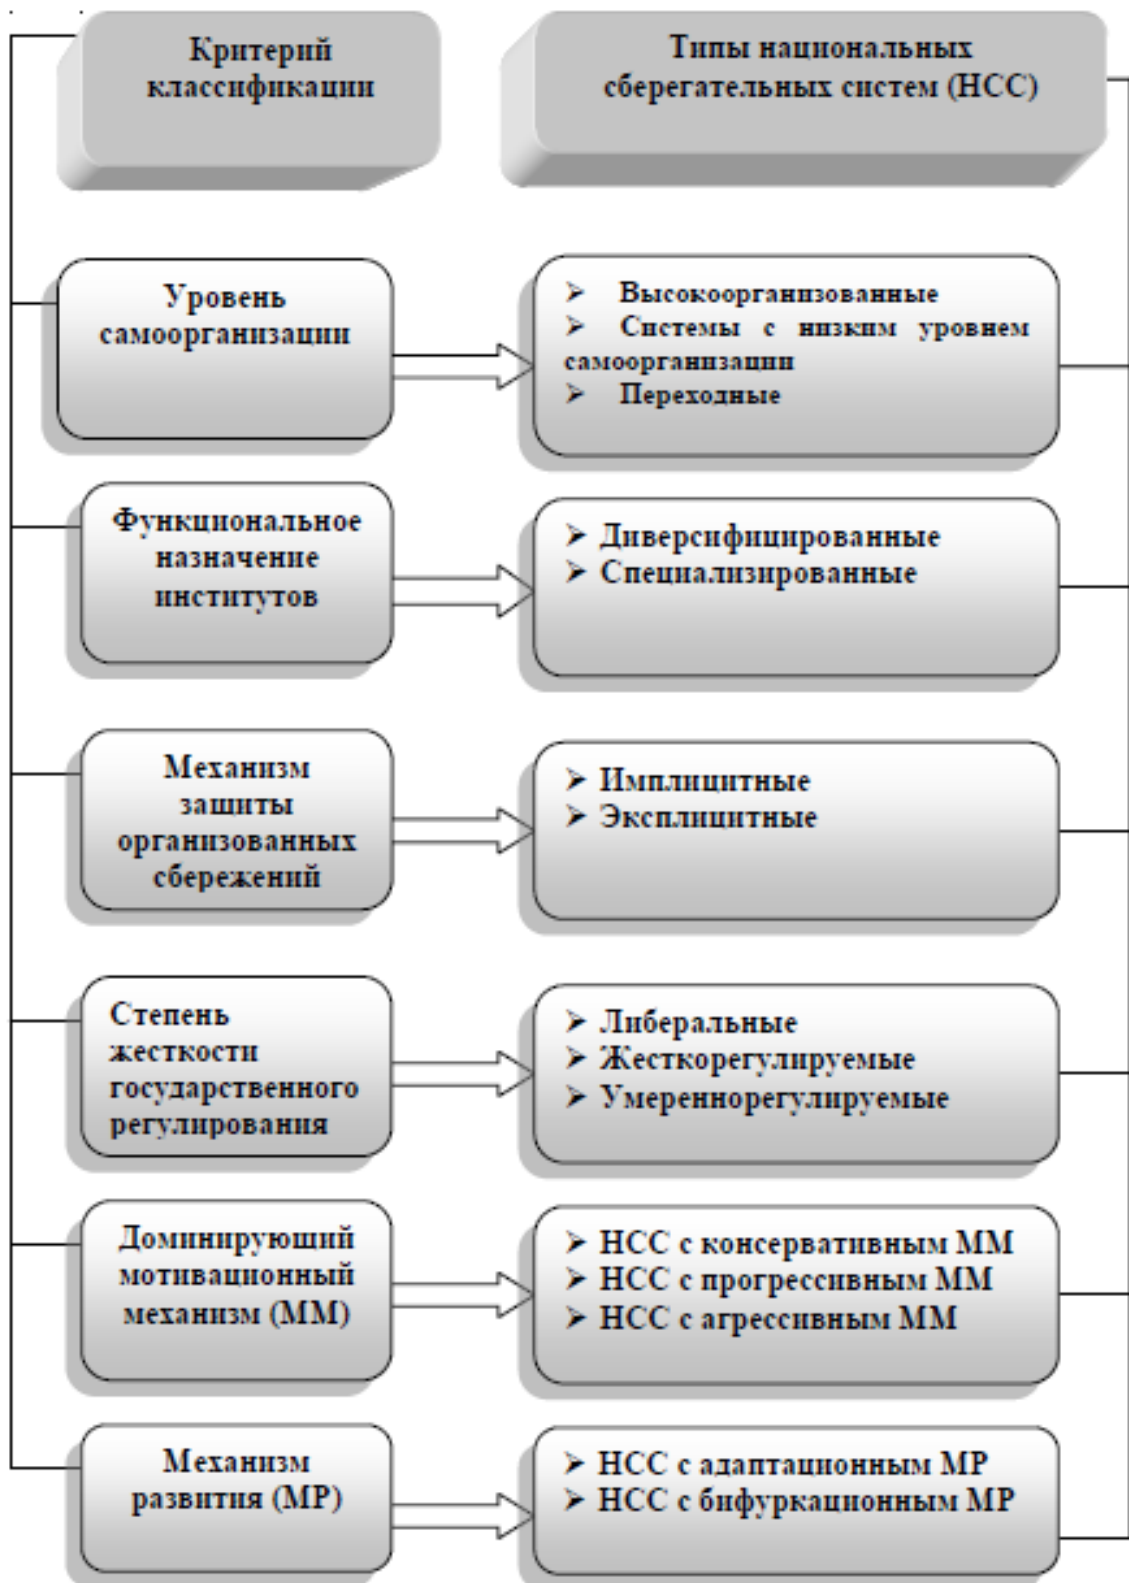 Критерий
классификации
Типы национальных
сберегательных систем (НСС)
Уровень
самоорганизации
➢ Высокоорганизованные
➢ Системы с низким уровнем
самоорганизации
➢ Переходные
Функциональное
назначение
институтов
➢ Диверсифицированные
➢ Специализированные
Механизм
защиты
организованных
сбережений
➢ Имплицитные
➢ Эксплицитные
Степень
жесткости
государственного
регулирования
➢ Либеральные
➢ Жесткорегулируемые
➢ Умереннорегулируемые
Доминирующий
мотивационный
механизм (ММ)
➢ НСС с консервативным ММ
➢ НСС с прогрессивным ММ
➢ НСС с агрессивным ММ
Механизм
развития (МР)
➢ НСС с адаптационным МР
➢ НСС с бифуркационным МР